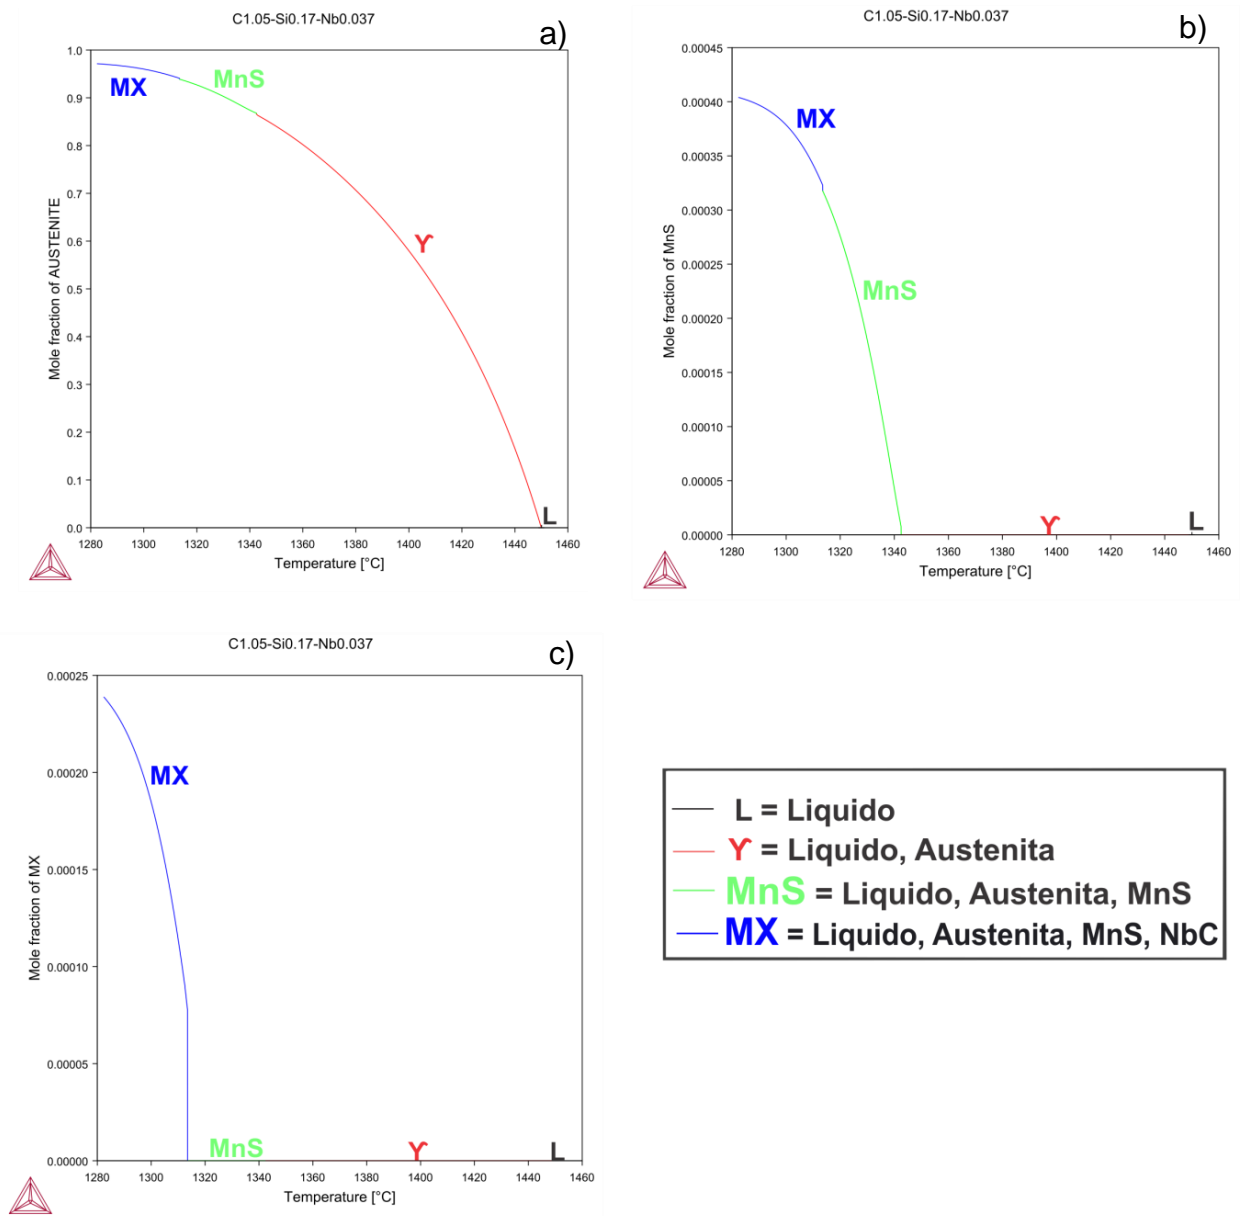 C1.05-Si0.17-Nb0.037
a)
1.0
0.9
0.8
0.7
0.6
0.5
0.4
0.3
0.2
0.1
0.0
Mole fraction of AUSTENITE
MX
MnS
ϒ
L
1280 1300 1320 1340 1360 1380 1400 1420 1440 1460
Temperature [°C]
C1.05-Si0.17-Nb0.037
b)
0.00045
0.00040
0.00035
0.00030
0.00025
0.00020
0.00015
0.00010
0.00005
0.00000
Mole fraction of MnS
MX
MnS
ϒ
L
1280 1300 1320 1340 1360 1380 1400 1420 1440 1460
Temperature [°C]
C1.05-Si0.17-Nb0.037
c)
0.00025
0.00020
0.00015
0.00010
0.00005
0.00000
Mole fraction of MX
MX
MnS
ϒ
L
1280 1300 1320 1340 1360 1380 1400 1420 1440 1460
Temperature [°C]
L = Liquido
ϒ = Liquido, Austenita
MnS = Liquido, Austenita, MnS
MX = Liquido, Austenita, MnS, NbC